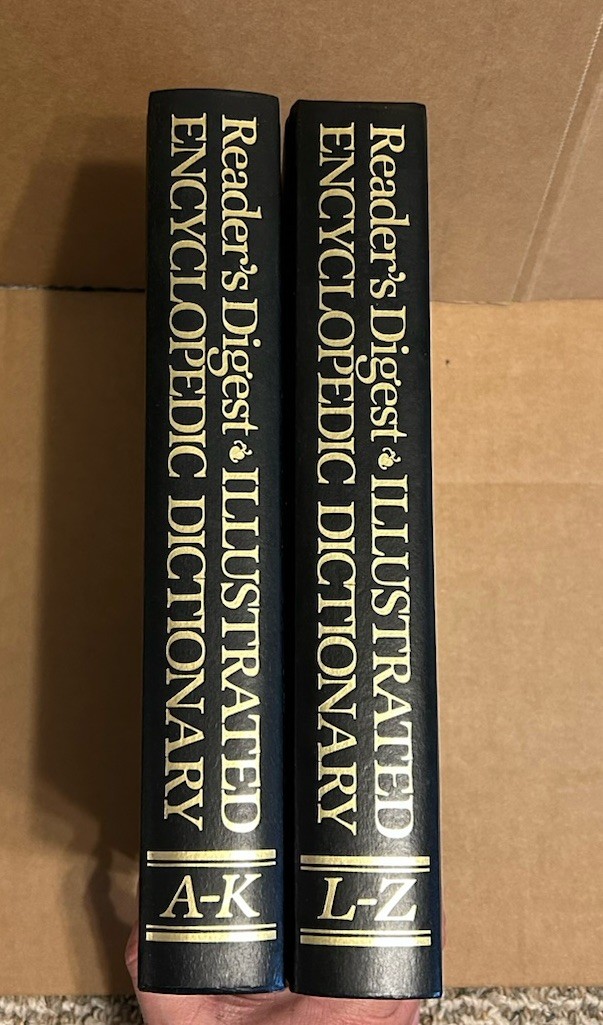 Reader's Digest ILLUSTRATED
ENCYCLOPEDIC DICTIONARY
A-K
Reader's Digest ILLUSTRATED
ENCYCLOPEDIC DICTIONARY
L-Z